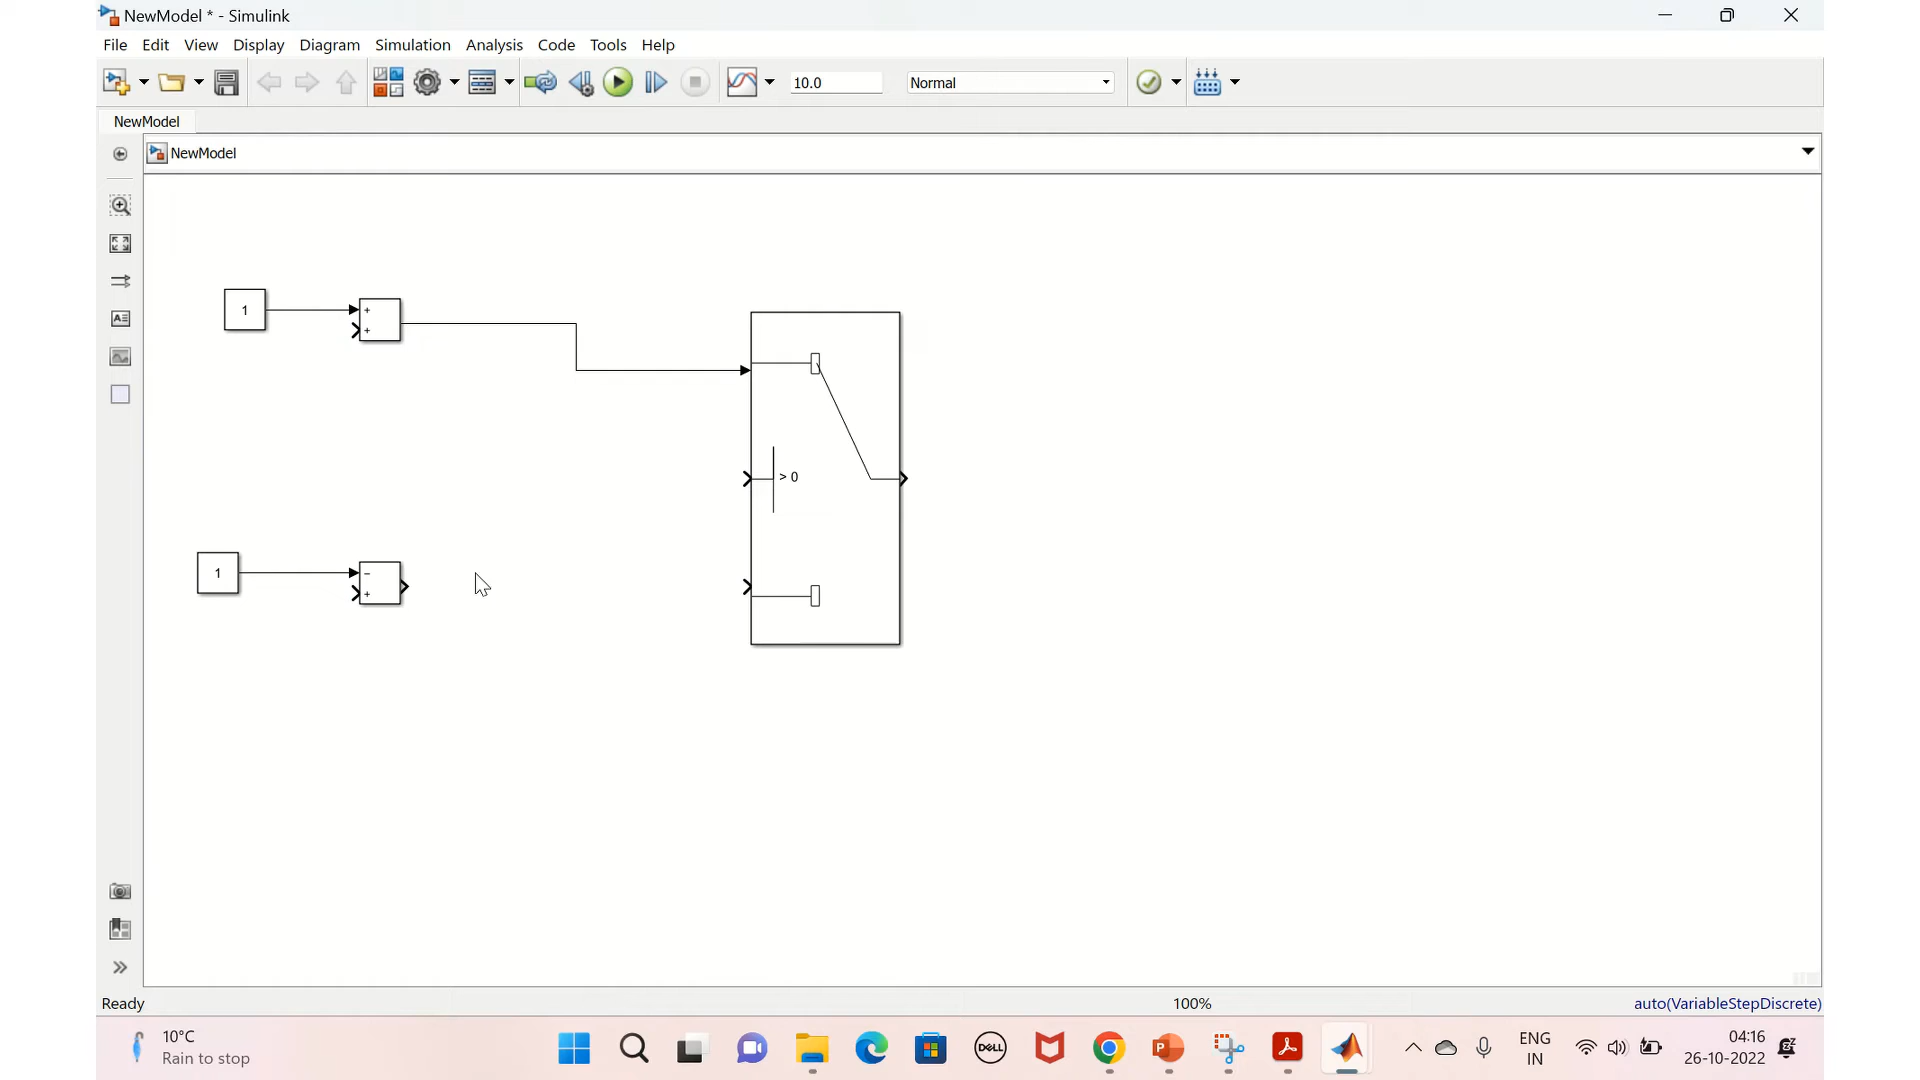 NewModel * - Simulink
File Edit View Display Diagram Simulation Analysis Code Tools Help
10.0 Normal
NewModel
NewModel
1
+
+
> 0
1
−
+
Ready 100% auto(VariableStepDiscrete)
10°C
Rain to stop
DELL
ENG
IN
04:16
26-10-2022